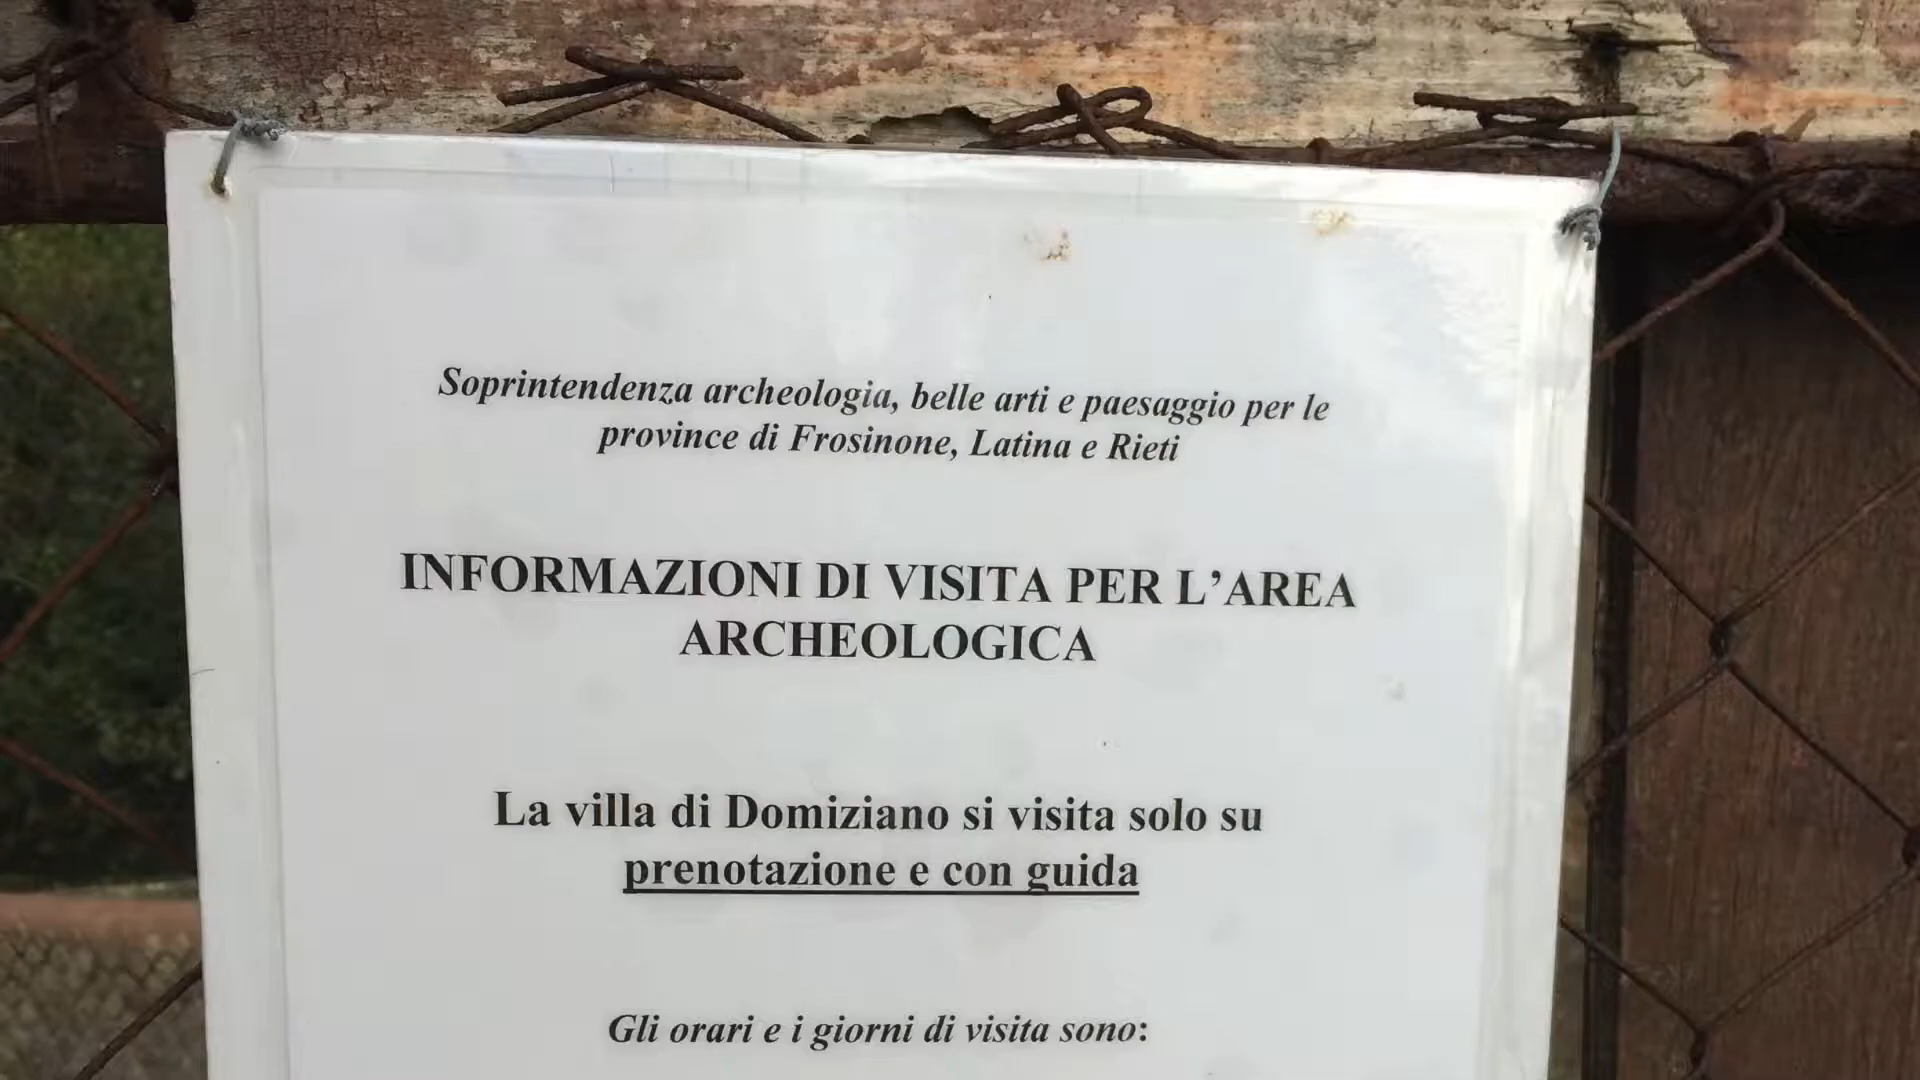 Soprintendenza archeologia, belle arti e paesaggio per le
province di Frosinone, Latina e Rieti
INFORMAZIONI DI VISITA PER L’AREA
ARCHEOLOGICA
La villa di Domiziano si visita solo su
prenotazione e con guida
Gli orari e i giorni di visita sono: